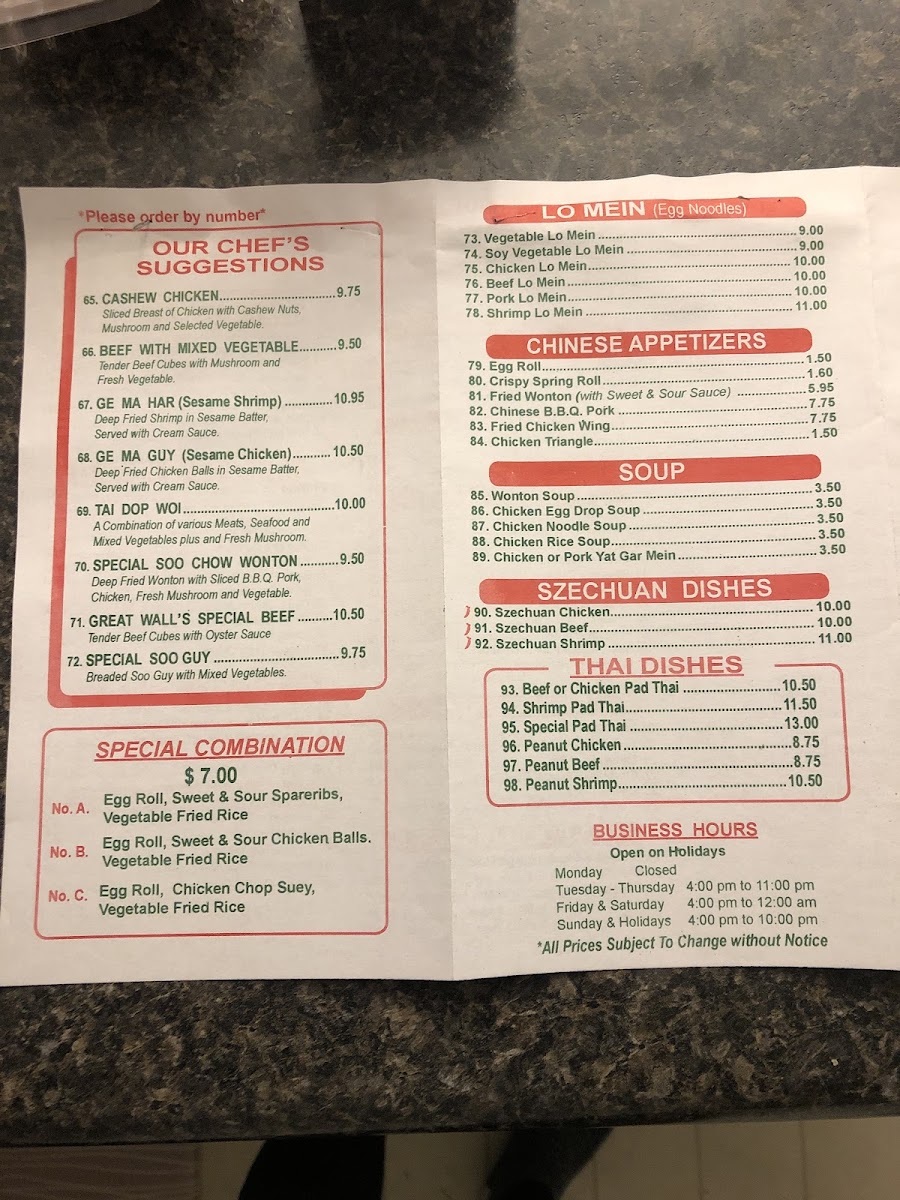 *Please order by number*
OUR CHEF'S
SUGGESTIONS
65. CASHEW CHICKEN....................................9.75
Sliced Breast of Chicken with Cashew Nuts,
Mushroom and Selected Vegetable.
66. BEEF WITH MIXED VEGETABLE..........9.50
Tender Beef Cubes with Mushroom and
Fresh Vegetable.
67. GE MA HAR (Sesame Shrimp) .............10.95
Deep Fried Shrimp in Sesame Batter,
Served with Cream Sauce.
68. GE MA GUY (Sesame Chicken)...........10.50
Deep Fried Chicken Balls in Sesame Batter,
Served with Cream Sauce.
69. TAI DOP WOI........................................10.00
A Combination of various Meats, Seafood and
Mixed Vegetables plus and Fresh Mushroom.
70. SPECIAL SOO CHOW WONTON ..........9.50
Deep Fried Wonton with Sliced B.B.Q. Pork,
Chicken, Fresh Mushroom and Vegetable.
71. GREAT WALL'S SPECIAL BEEF ..........10.50
Tender Beef Cubes with Oyster Sauce
72. SPECIAL SOO GUY ..................................9.75
Breaded Soo Guy with Mixed Vegetables.
SPECIAL COMBINATION
$ 7.00
No. A. Egg Roll, Sweet & Sour Spareribs,
Vegetable Fried Rice
No. B. Egg Roll, Sweet & Sour Chicken Balls.
Vegetable Fried Rice
No. C. Egg Roll, Chicken Chop Suey,
Vegetable Fried Rice
LO MEIN (Egg Noodles)
73. Vegetable Lo Mein ..................................................9.00
74. Soy Vegetable Lo Mein ............................................9.00
75. Chicken Lo Mein....................................................10.00
76. Beef Lo Mein..........................................................10.00
77. Pork Lo Mein..........................................................10.00
78. Shrimp Lo Mein .....................................................11.00
CHINESE APPETIZERS
79. Egg Roll...................................................................1.50
80. Crispy Spring Roll...................................................1.60
81. Fried Wonton (with Sweet & Sour Sauce) .................5.95
82. Chinese B.B.Q. Pork ................................................7.75
83. Fried Chicken Wing..................................................7.75
84. Chicken Triangle.......................................................1.50
SOUP
85. Wonton Soup............................................................3.50
86. Chicken Egg Drop Soup ...........................................3.50
87. Chicken Noodle Soup ...............................................3.50
88. Chicken Rice Soup....................................................3.50
89. Chicken or Pork Yat Gar Mein...................................3.50
SZECHUAN DISHES
90. Szechuan Chicken...................................................10.00
91. Szechuan Beef.........................................................10.00
92. Szechuan Shrimp ....................................................11.00
THAI DISHES
93. Beef or Chicken Pad Thai .........................10.50
94. Shrimp Pad Thai........................................11.50
95. Special Pad Thai .......................................13.00
96. Peanut Chicken...........................................8.75
97. Peanut Beef................................................8.75
98. Peanut Shrimp..........................................10.50
BUSINESS HOURS
Open on Holidays
Monday Closed
Tuesday - Thursday 4:00 pm to 11:00 pm
Friday & Saturday 4:00 pm to 12:00 am
Sunday & Holidays 4:00 pm to 10:00 pm
*All Prices Subject To Change without Notice